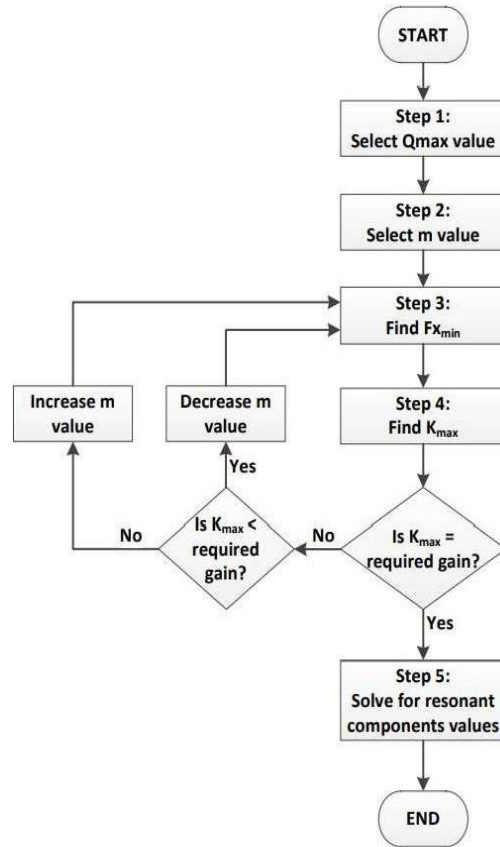 START
Step 1:
Select Qmax value
Step 2:
Select m value
Step 3:
Find Fxmin
Increase m
value
Decrease m
value
Step 4:
Find Kmax
Yes
No
Is Kmax <
required
gain?
No
Is Kmax =
required gain?
Yes
Step 5:
Solve for resonant
components values
END